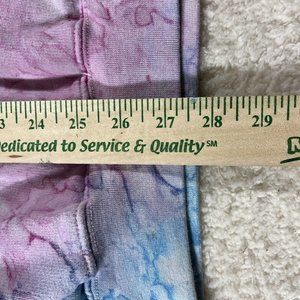 3 24 25 26 27 28 29
Dedicated to Service & Quality SM